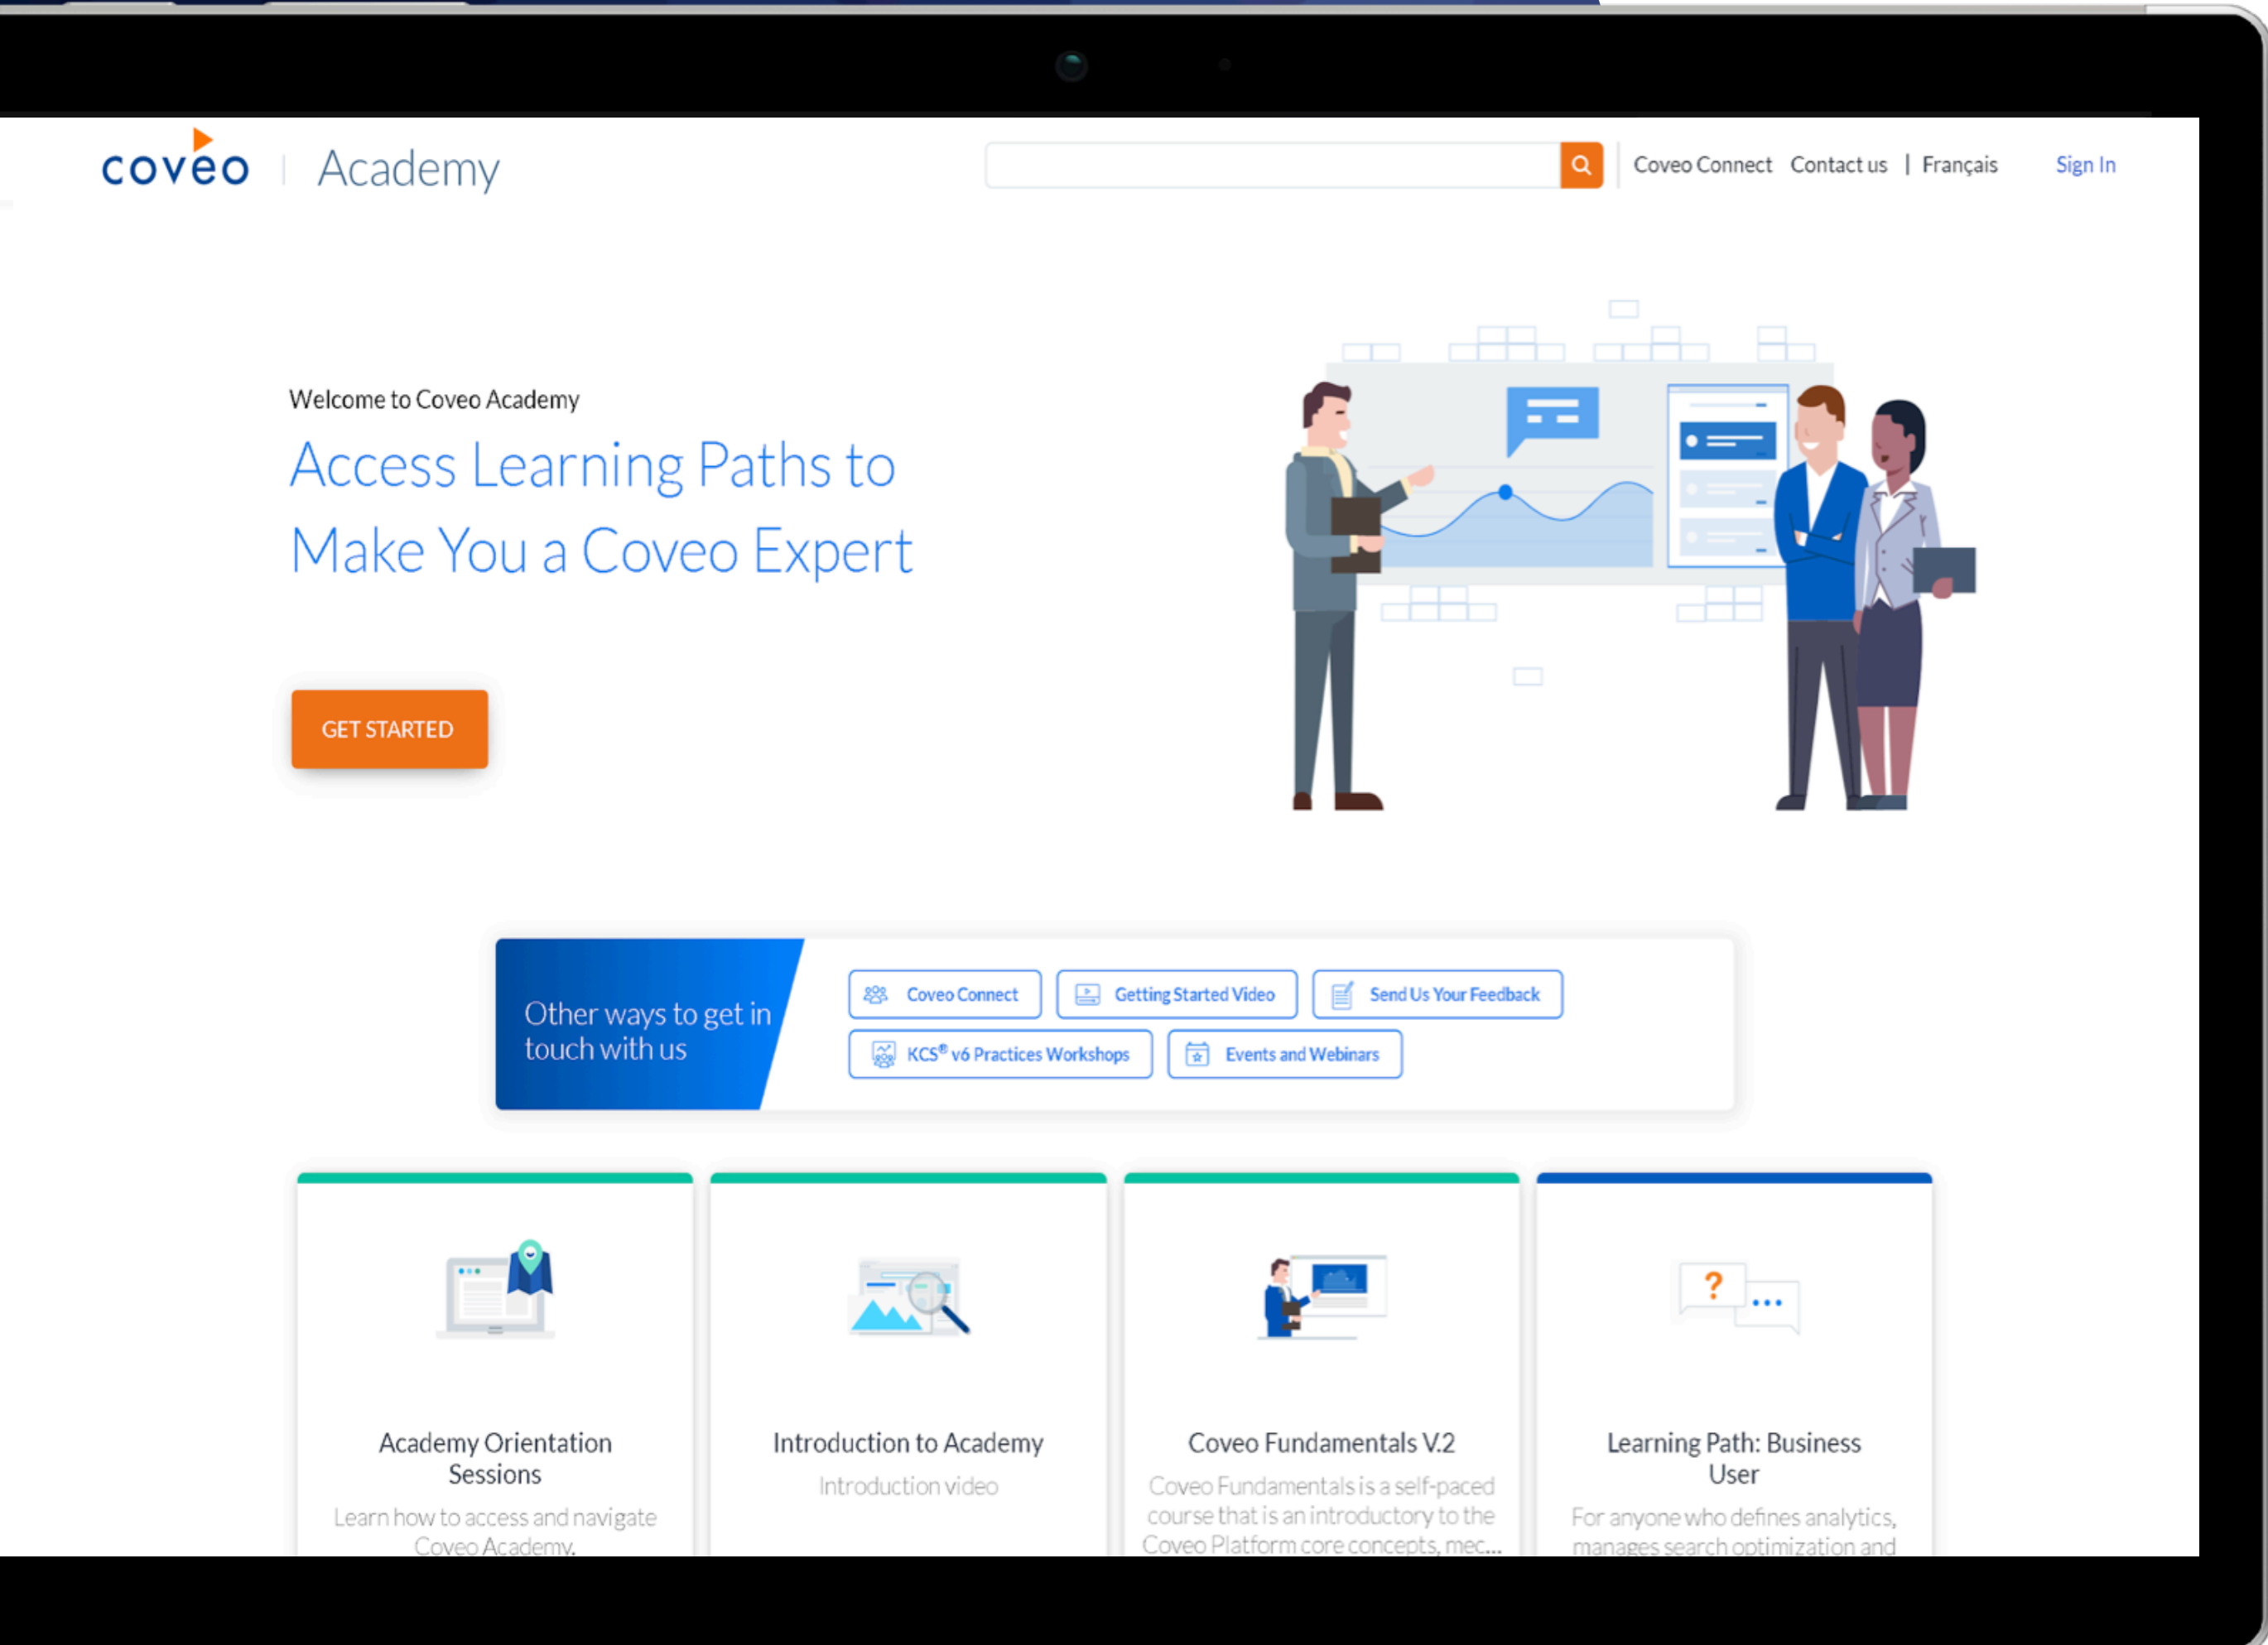 coveo | Academy
Coveo Connect Contact us | Français Sign In
Welcome to Coveo Academy
Access Learning Paths to
Make You a Coveo Expert
GET STARTED
Other ways to get in
touch with us
Coveo Connect
Getting Started Video
Send Us Your Feedback
KCS® v6 Practices Workshops
Events and Webinars
Academy Orientation
Sessions
Learn how to access and navigate
Coveo Academy.
Introduction to Academy
Introduction video
Coveo Fundamentals V.2
Coveo Fundamentals is a self-paced
course that is an introductory to the
Coveo Platform core concepts, mec...
Learning Path: Business
User
For anyone who defines analytics,
manages search optimization and